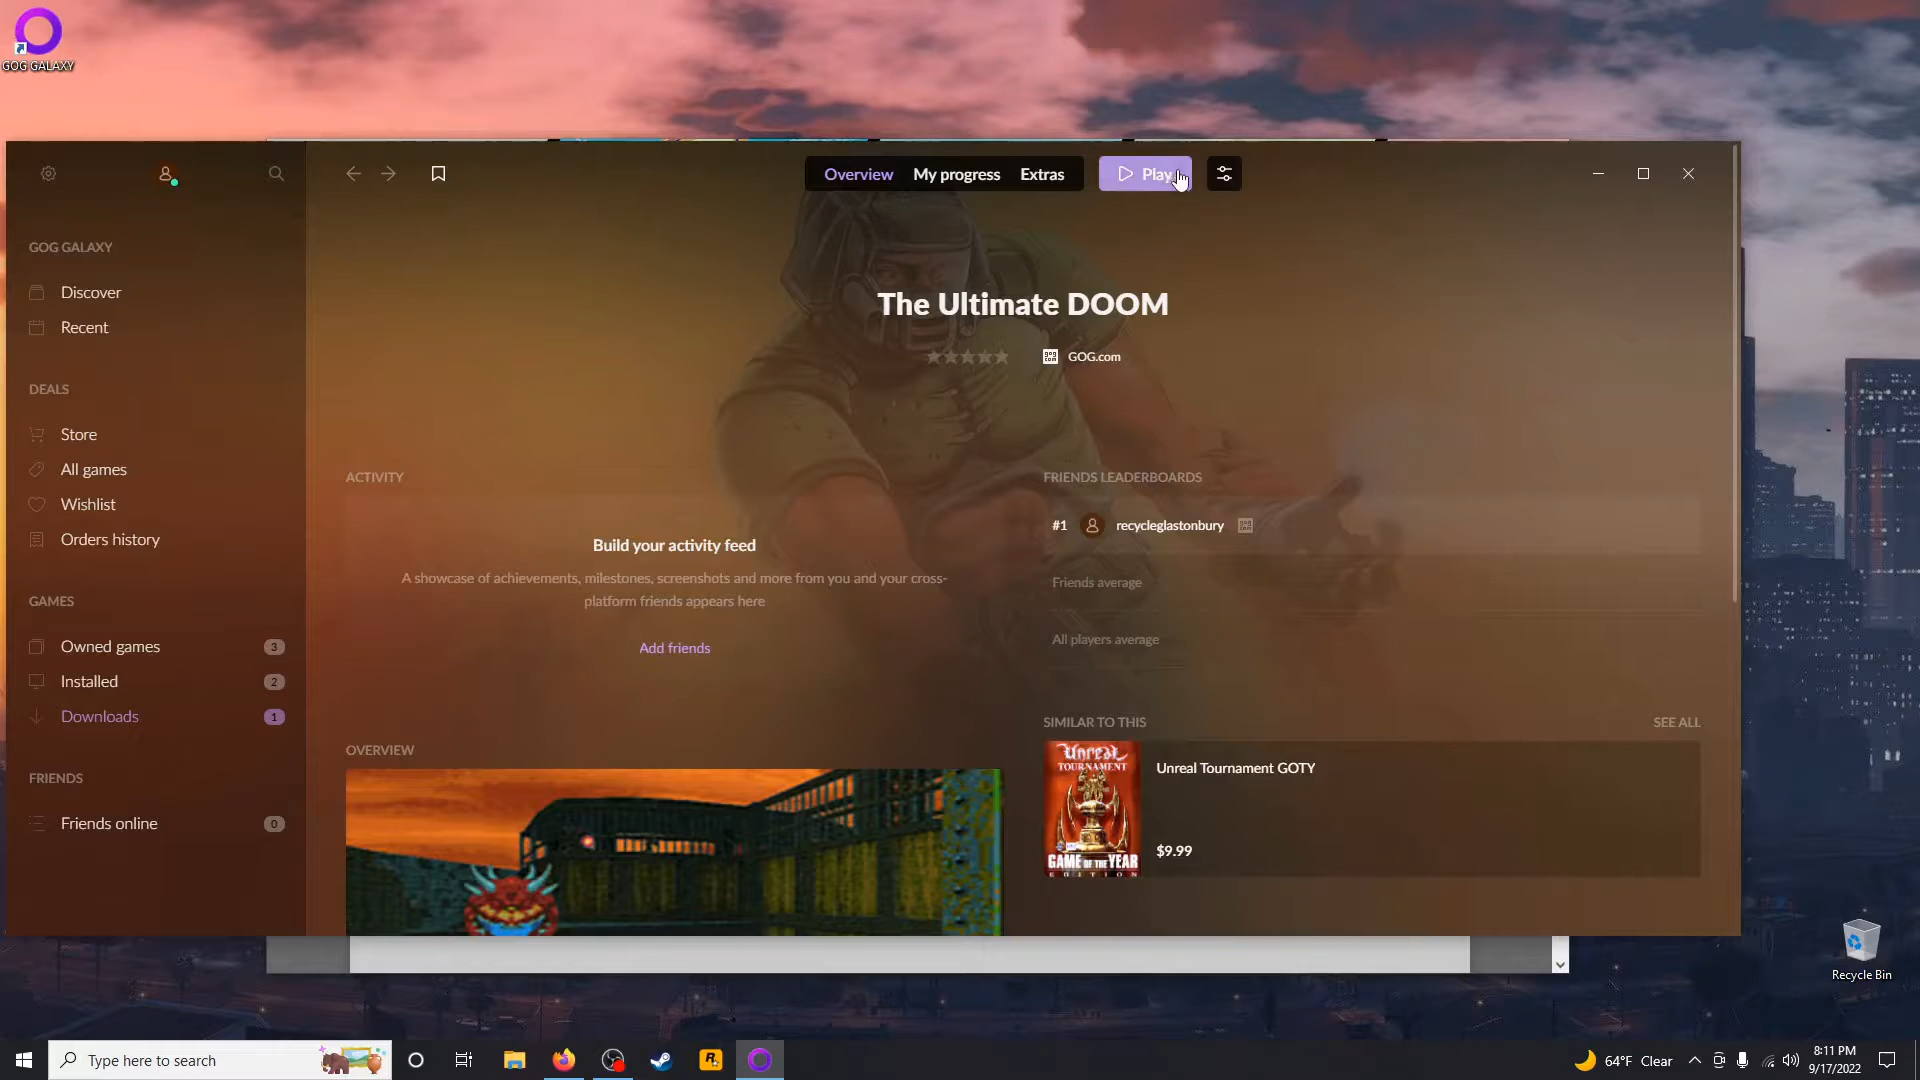 GOG GALAXY
Overview
My progress
Extras
Play
GOG GALAXY
Discover
Recent
DEALS
Store
All games
Wishlist
Orders history
GAMES
Owned games 3
Installed 2
Downloads 1
FRIENDS
Friends online 0
The Ultimate DOOM
GOG.com
ACTIVITY
Build your activity feed
A showcase of achievements, milestones, screenshots and more from you and your cross-
platform friends appears here
Add friends
OVERVIEW
FRIENDS LEADERBOARDS
#1 recycleglastonbury
Friends average
All players average
SIMILAR TO THIS
SEE ALL
Unreal
TOURNAMENT
GAME OF THE YEAR
EDITION
Unreal Tournament GOTY
$9.99
Recycle Bin
Type here to search
64°F Clear
8:11 PM
9/17/2022